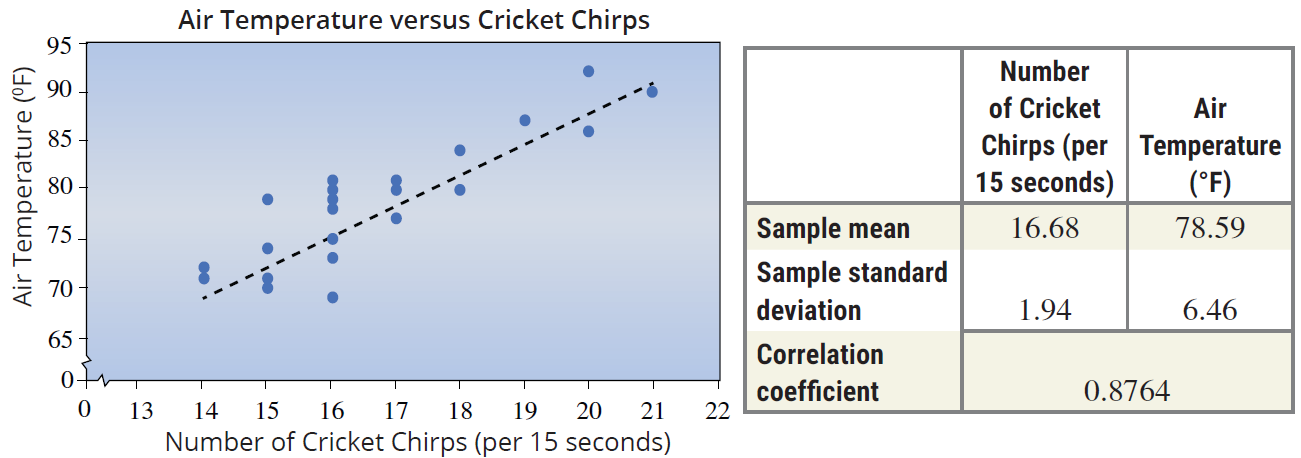 Air Temperature versus Cricket Chirps
Air Temperature (⁰F)
95
90
85
80
75
70
65
0
0 13 14 15 16 17 18 19 20 21 22
Number of Cricket Chirps (per 15 seconds)
Number
of Cricket
Chirps (per
15 seconds)
Air
Temperature
(°F)
Sample mean 16.68 78.59
Sample standard
deviation 1.94 6.46
Correlation
coefficient 0.8764